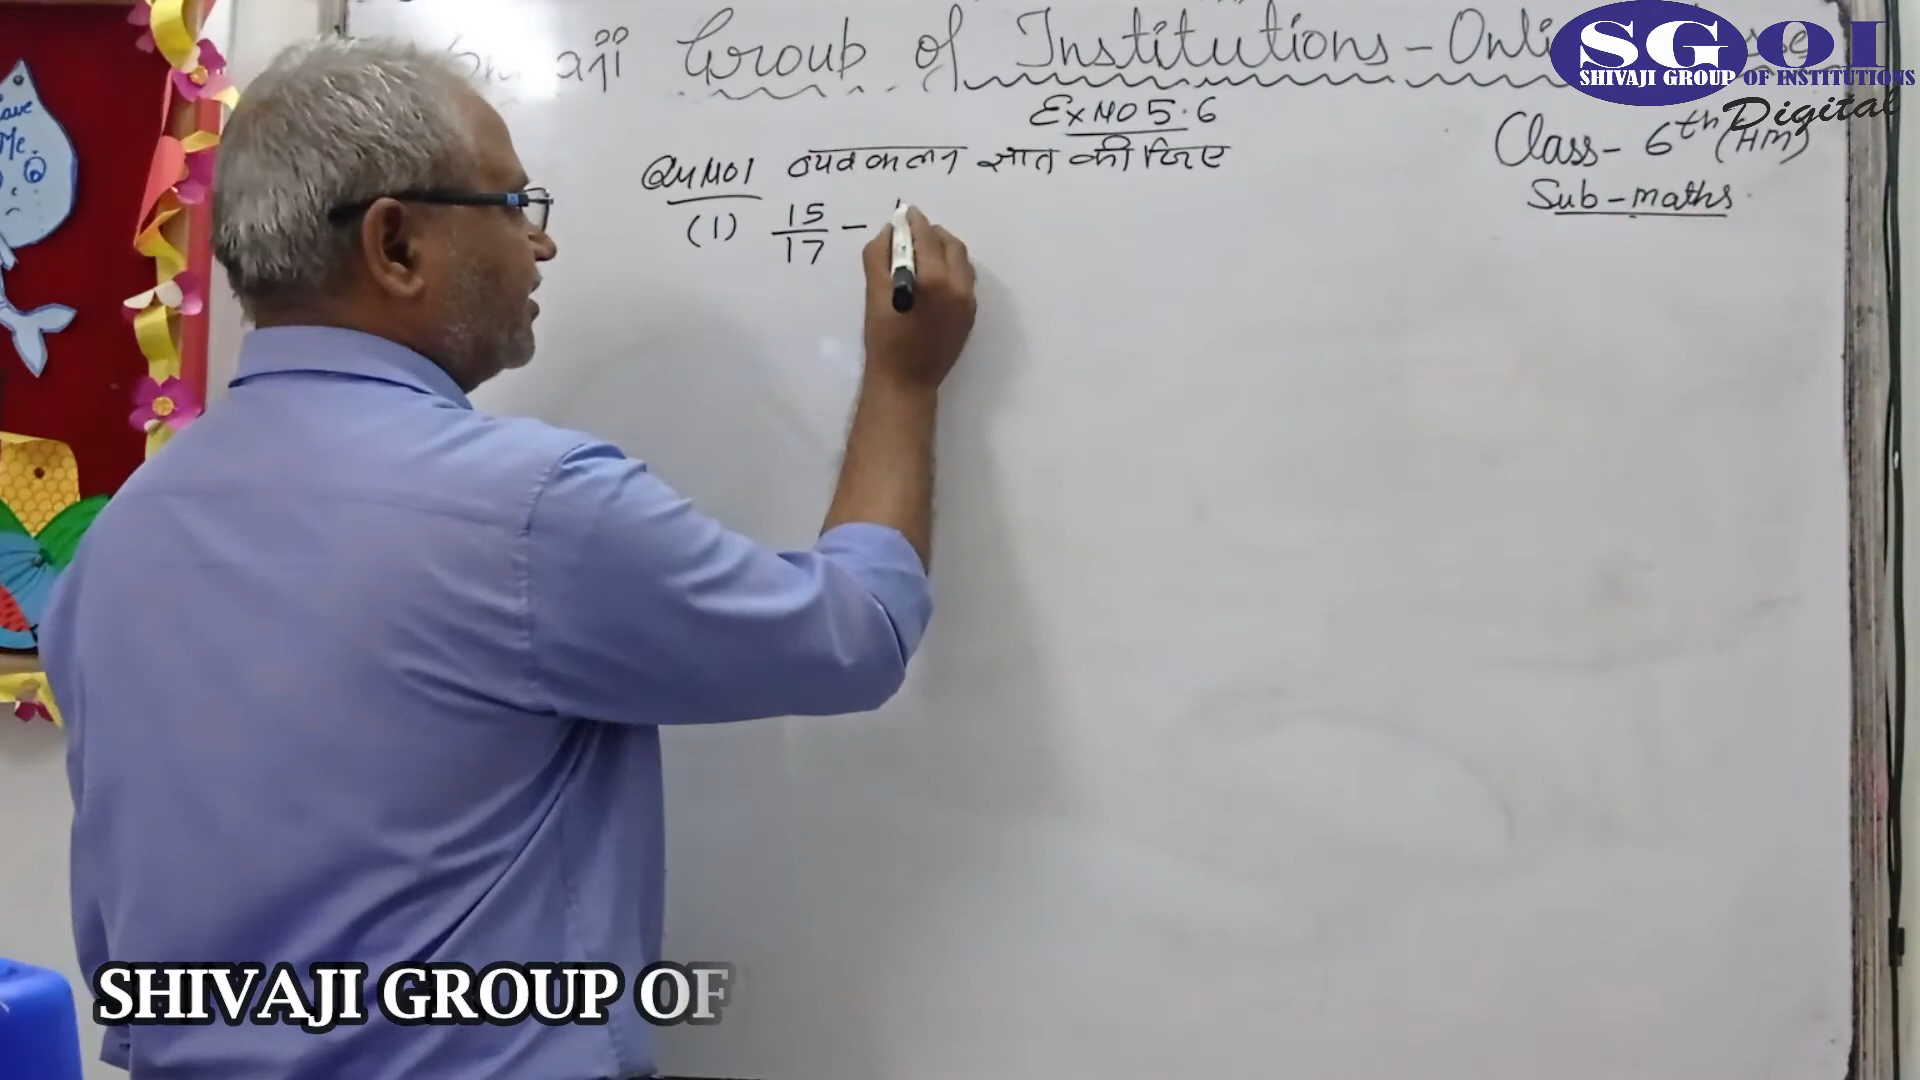 Group of Institutions - Onli
SGOI
SHIVAJI GROUP OF INSTITUTIONS
Digital
Ex NO 5.6
Class - 6th (HM)
Sub - maths
Qu NO 1 व्यवकलन ज्ञात कीजिए
(1) 15/17 -
Me.
SHIVAJI GROUP OF